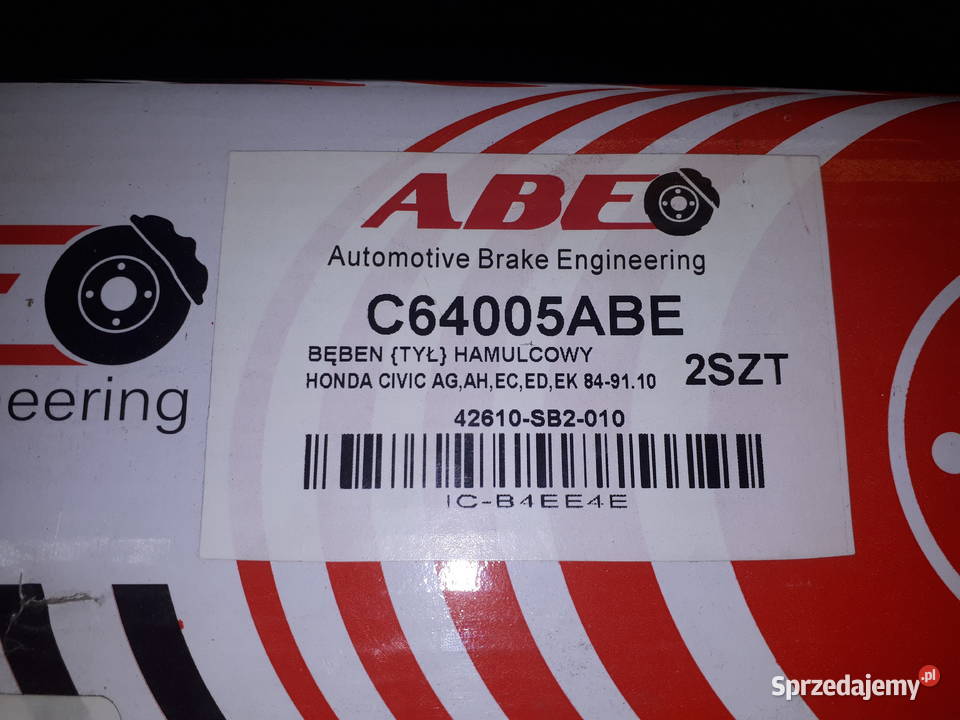 ABE
Automotive Brake Engineering
C64005ABE
BĘBEN {TYŁ} HAMULCOWY
HONDA CIVIC AG,AH,EC,ED,EK 84-91.10
2SZT
42610-SB2-010
IC-B4EE4E
E
neering
Sprzedajemy.pl